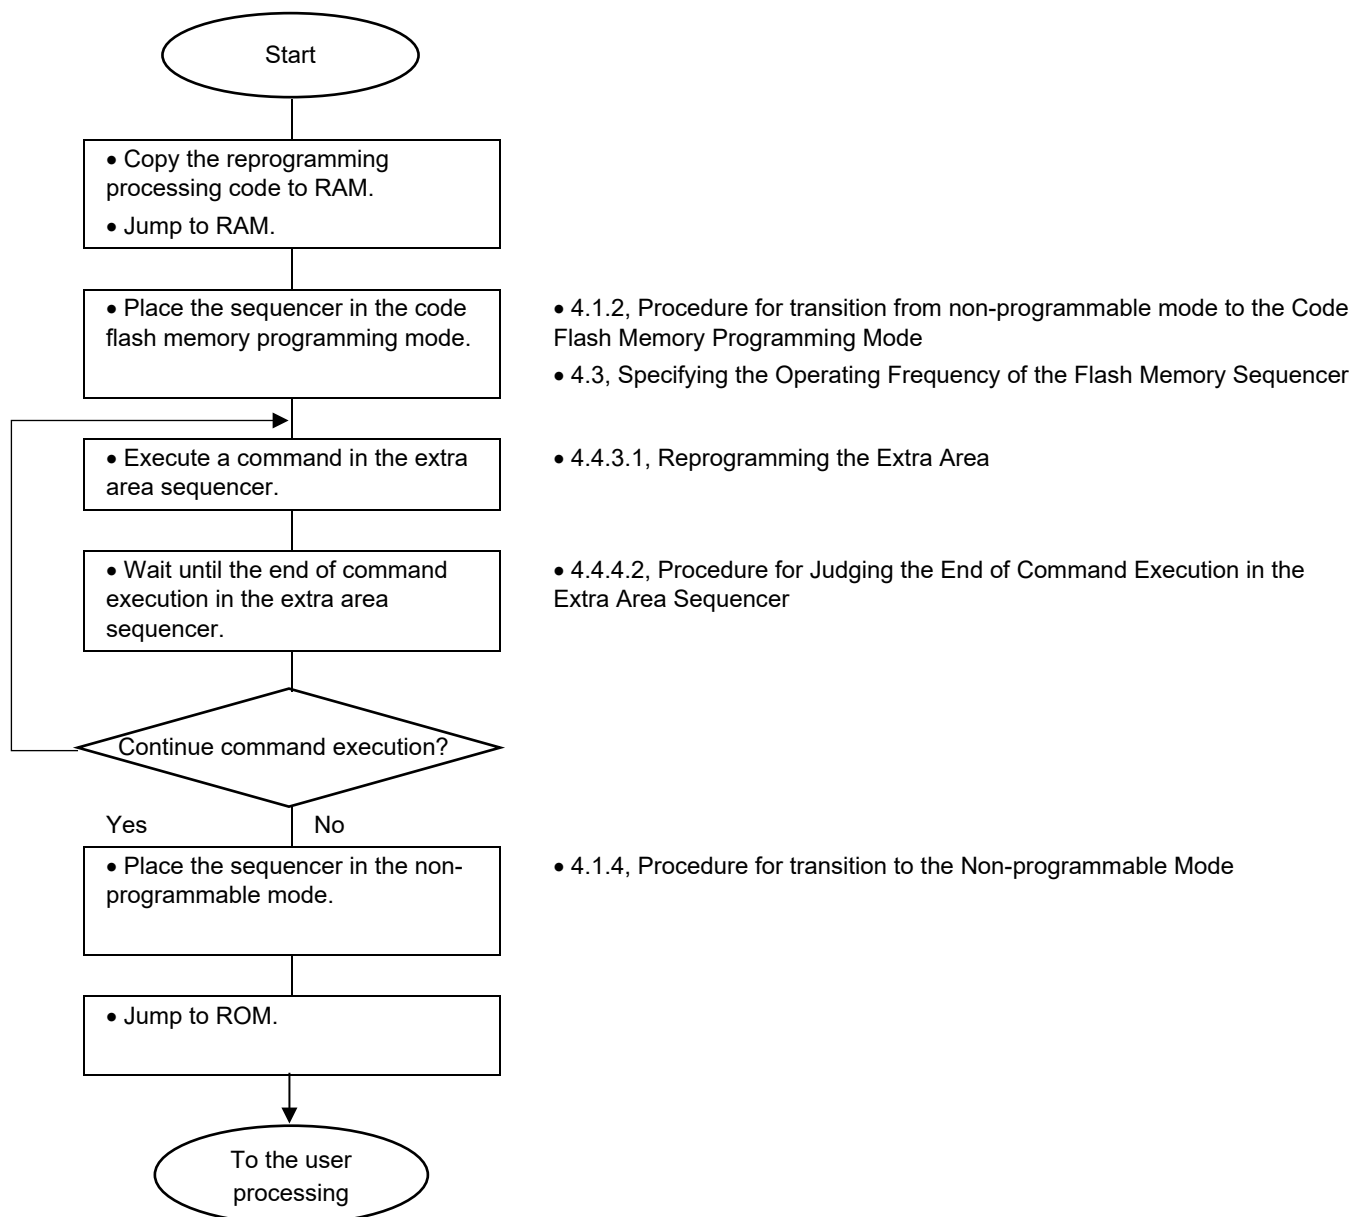 Start
• Copy the reprogramming
processing code to RAM.
• Jump to RAM.
• Place the sequencer in the code
flash memory programming mode.
• 4.1.2, Procedure for transition from non-programmable mode to the Code
Flash Memory Programming Mode
• 4.3, Specifying the Operating Frequency of the Flash Memory Sequencer
• Execute a command in the extra
area sequencer.
• 4.4.3.1, Reprogramming the Extra Area
• Wait until the end of command
execution in the extra area
sequencer.
• 4.4.4.2, Procedure for Judging the End of Command Execution in the
Extra Area Sequencer
Continue command execution?
Yes
No
• Place the sequencer in the non-
programmable mode.
• 4.1.4, Procedure for transition to the Non-programmable Mode
• Jump to ROM.
To the user
processing